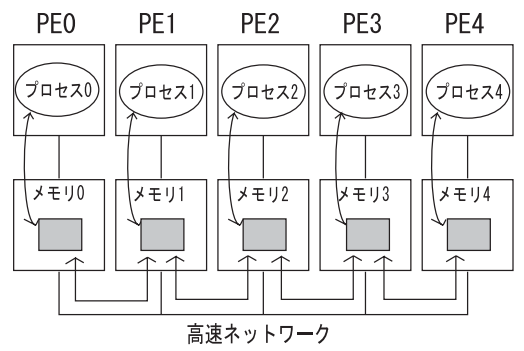 PE0 PE1 PE2 PE3 PE4
プロセス0 プロセス1 プロセス2 プロセス3 プロセス4
メモリ0 メモリ1 メモリ2 メモリ3 メモリ4
高速ネットワーク